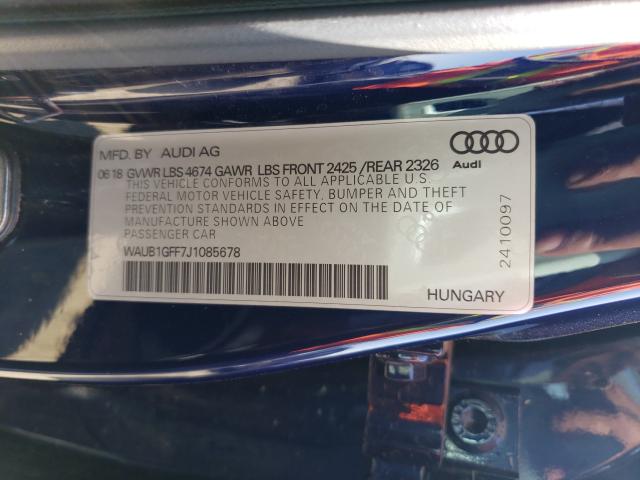 MFD. BY AUDI AG
0618 GVWR LBS 4674 GAWR LBS FRONT 2425 /REAR 2326
THIS VEHICLE CONFORMS TO ALL APPLICABLE U.S.
FEDERAL MOTOR VEHICLE SAFETY, BUMPER AND THEFT
PREVENTION STANDARDS IN EFFECT ON THE DATE OF
MANUFACTURE SHOWN ABOVE
PASSENGER CAR
WAUB1GFF7J1085678
Audi
2410097
HUNGARY